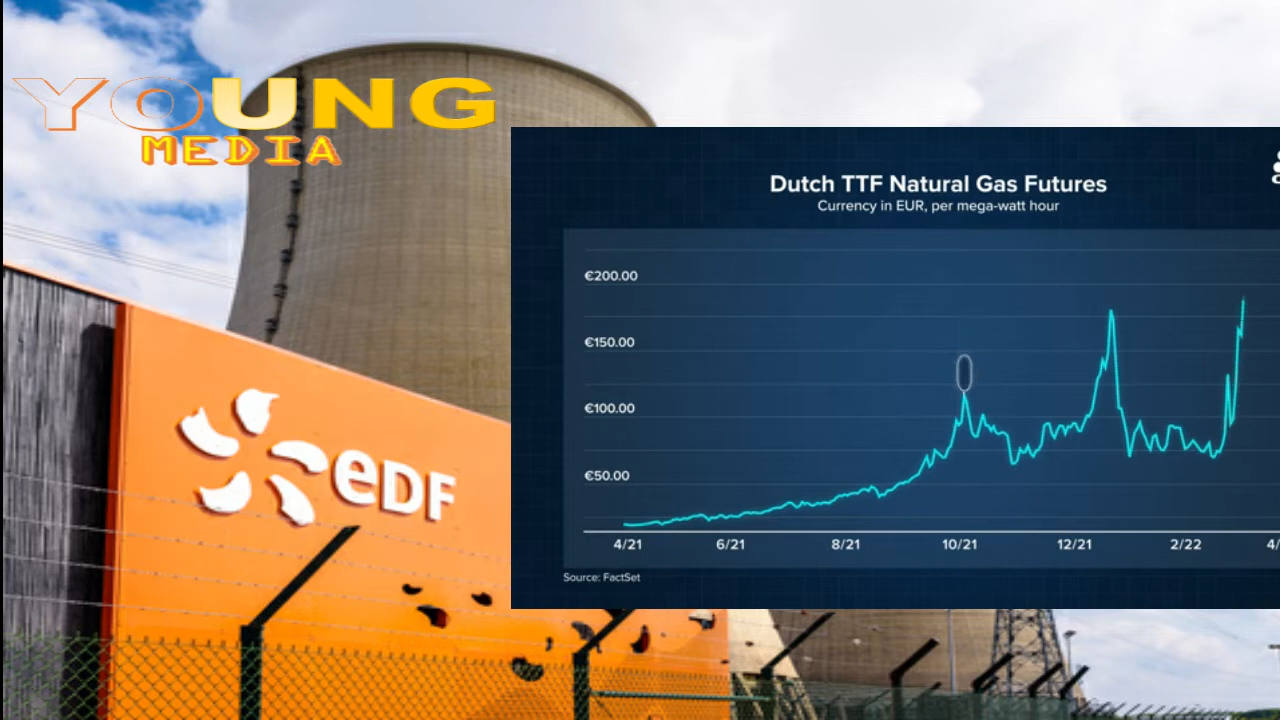 YOUNG
MEDIA
Dutch TTF Natural Gas Futures
Currency in EUR, per mega-watt hour
€200.00
€150.00
€100.00
€50.00
4/21 6/21 8/21 10/21 12/21 2/22 4/
Source: FactSet
eDF